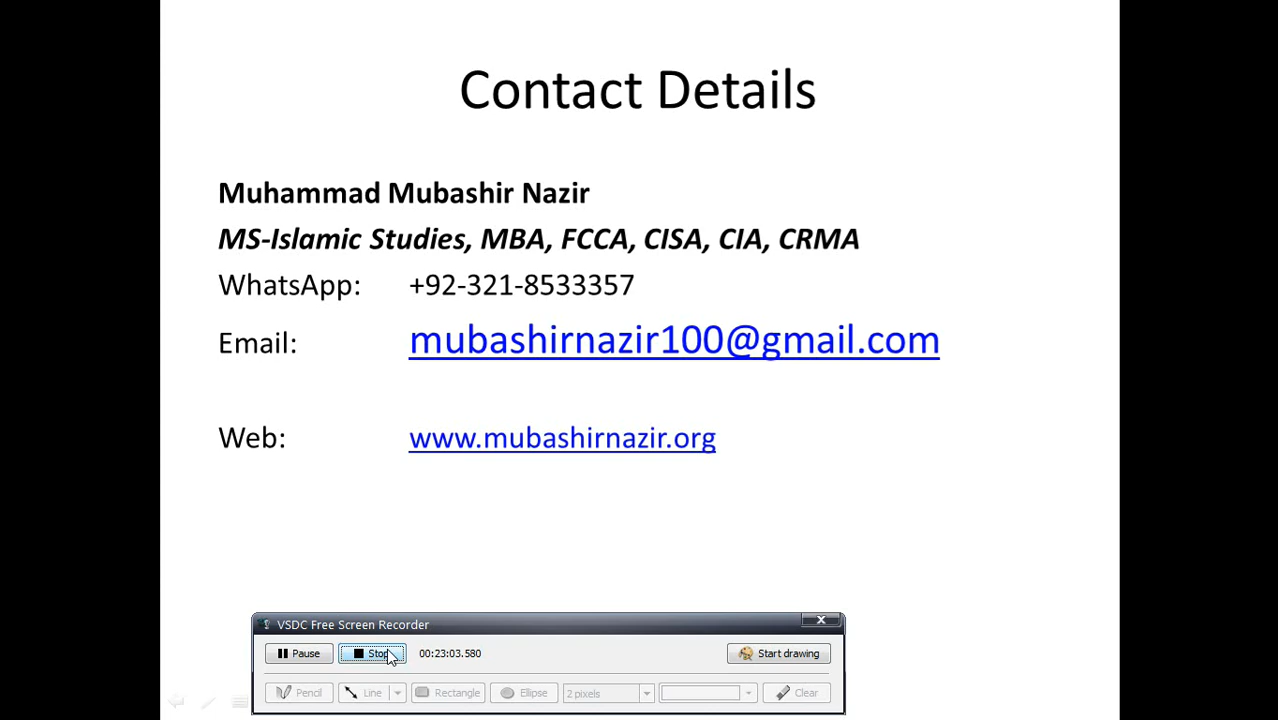 Contact Details
Muhammad Mubashir Nazir
MS-Islamic Studies, MBA, FCCA, CISA, CIA, CRMA
WhatsApp: +92-321-8533357
Email: mubashirnazir100@gmail.com
Web: www.mubashirnazir.org
VSDC Free Screen Recorder
Pause Stop 00:23:03.580 Start drawing
Pencil Line Rectangle Ellipse 2 pixels Clear